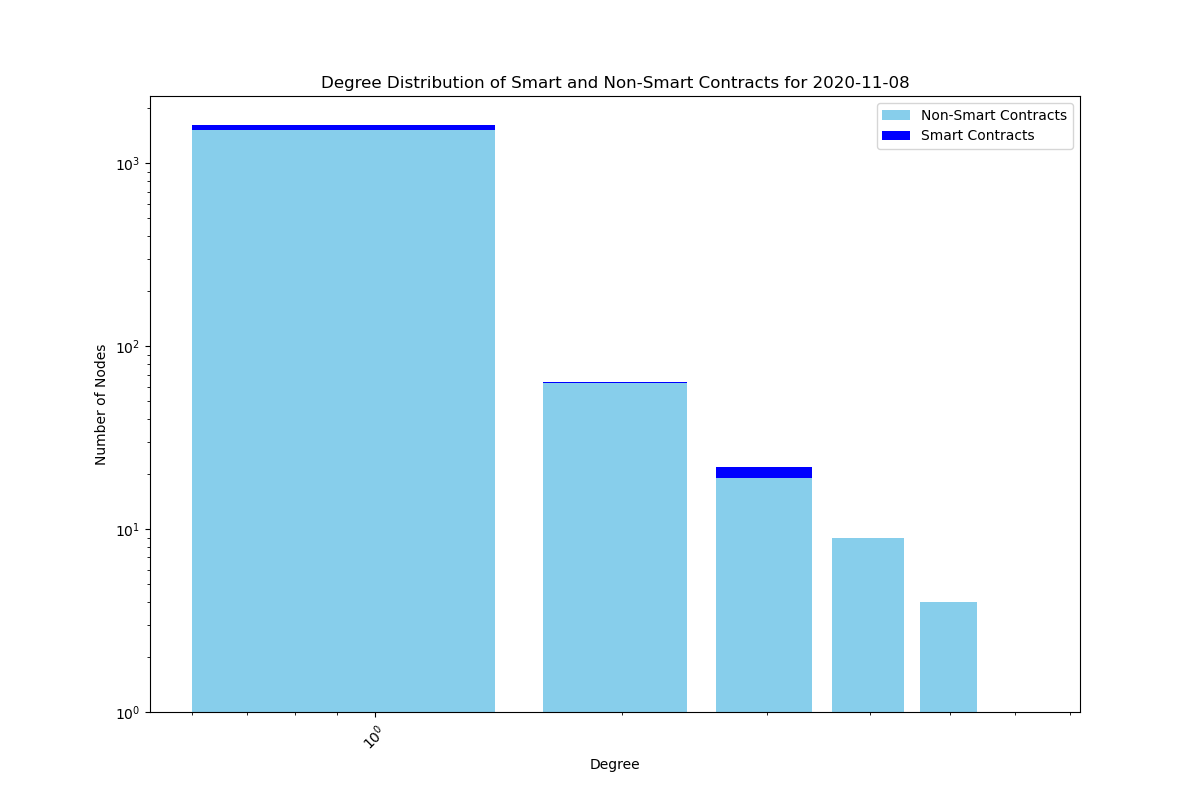 Degree Distribution of Smart and Non-Smart Contracts for 2020-11-08
Non-Smart Contracts
Smart Contracts
10³
10²
10¹
10⁰
Number of Nodes
10⁰
Degree